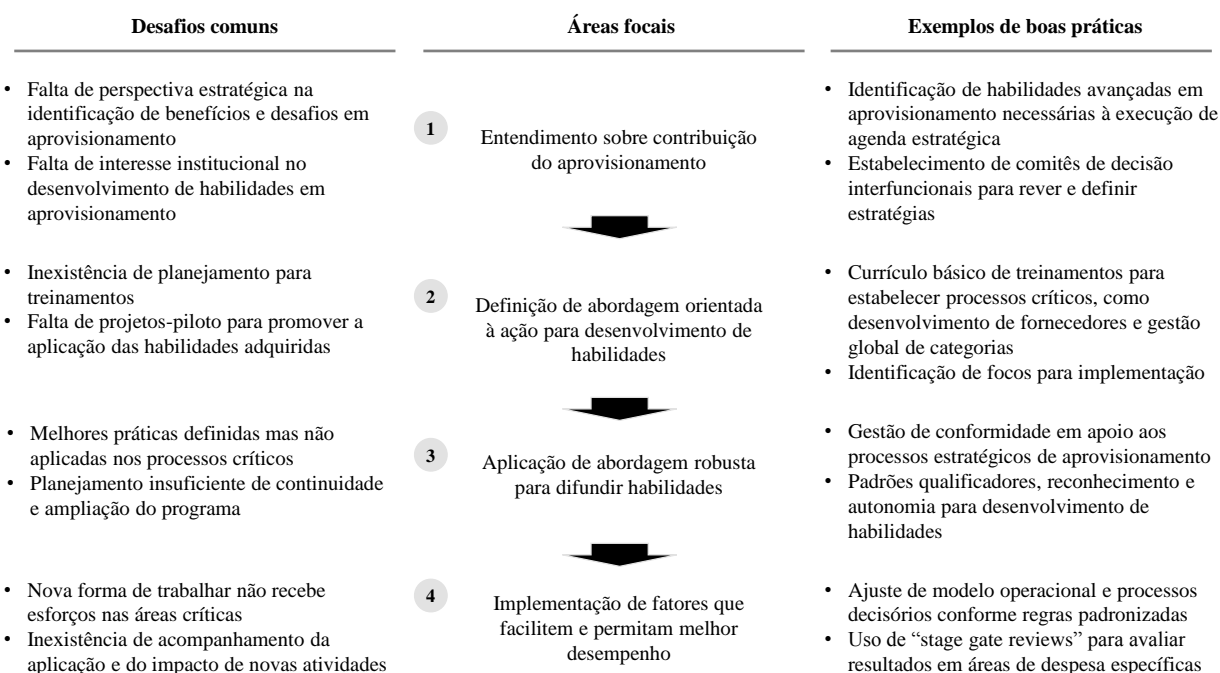 Desafios comuns
Áreas focais
Exemplos de boas práticas
• Falta de perspectiva estratégica na
identificação de benefícios e desafios em
aprovisionamento
• Falta de interesse institucional no
desenvolvimento de habilidades em
aprovisionamento
1
Entendimento sobre contribuição
do aprovisionamento
• Identificação de habilidades avançadas em
aprovisionamento necessárias à execução de
agenda estratégica
• Estabelecimento de comitês de decisão
interfuncionais para rever e definir
estratégias
• Inexistência de planejamento para
treinamentos
• Falta de projetos-piloto para promover a
aplicação das habilidades adquiridas
2
Definição de abordagem orientada
à ação para desenvolvimento de
habilidades
• Currículo básico de treinamentos para
estabelecer processos críticos, como
desenvolvimento de fornecedores e gestão
global de categorias
• Identificação de focos para implementação
• Melhores práticas definidas mas não
aplicadas nos processos críticos
• Planejamento insuficiente de continuidade
e ampliação do programa
3
Aplicação de abordagem robusta
para difundir habilidades
• Gestão de conformidade em apoio aos
processos estratégicos de aprovisionamento
• Padrões qualificadores, reconhecimento e
autonomia para desenvolvimento de
habilidades
• Nova forma de trabalhar não recebe
esforços nas áreas críticas
• Inexistência de acompanhamento da
aplicação e do impacto de novas atividades
4
Implementação de fatores que
facilitem e permitam melhor
desempenho
• Ajuste de modelo operacional e processos
decisórios conforme regras padronizadas
• Uso de “stage gate reviews” para avaliar
resultados em áreas de despesa específicas